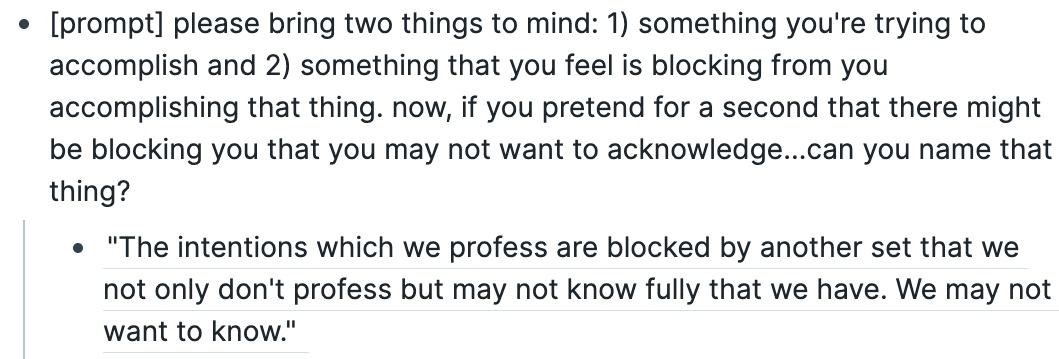 [prompt] please bring two things to mind: 1) something you're trying to
accomplish and 2) something that you feel is blocking from you
accomplishing that thing. now, if you pretend for a second that there might
be blocking you that you may not want to acknowledge...can you name that
thing?
"The intentions which we profess are blocked by another set that we
not only don't profess but may not know fully that we have. We may not
want to know."